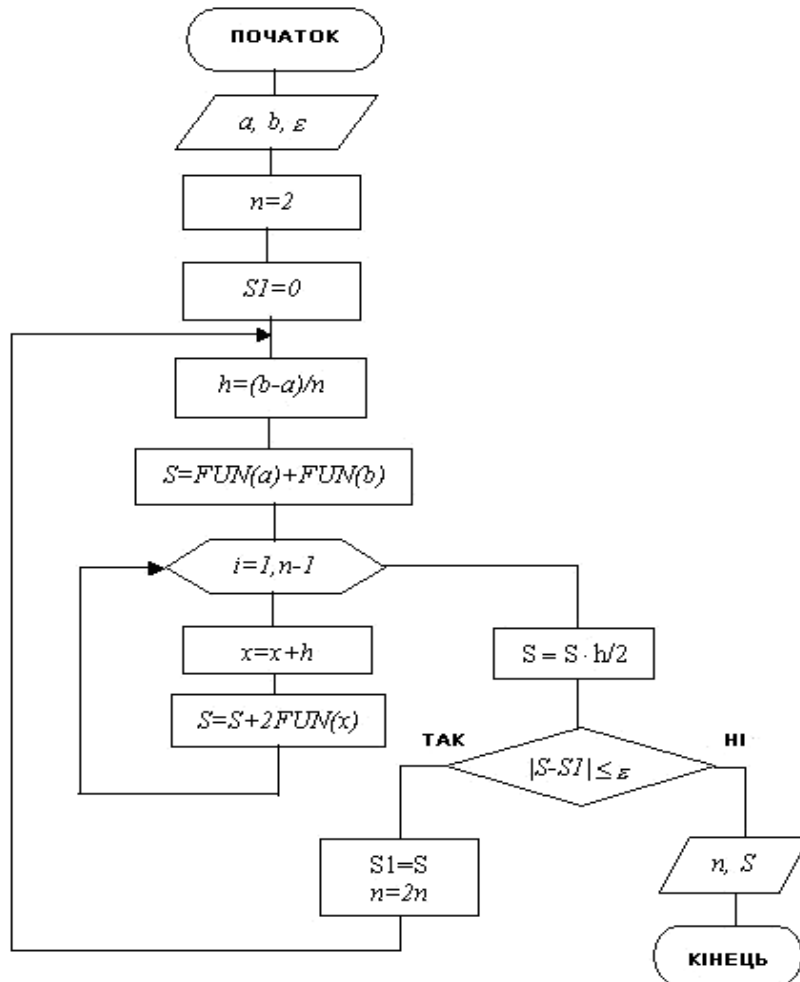 ПОЧАТОК
a, b, ε
n=2
S1=0
h=(b-a)/n
S=FUN(a)+FUN(b)
i=1,n-1
x=x+h
S=S+2FUN(x)
S = S · h/2
ТАК
НІ
|S-S1| ≤ ε
S1=S
n=2n
n, S
КІНЕЦЬ